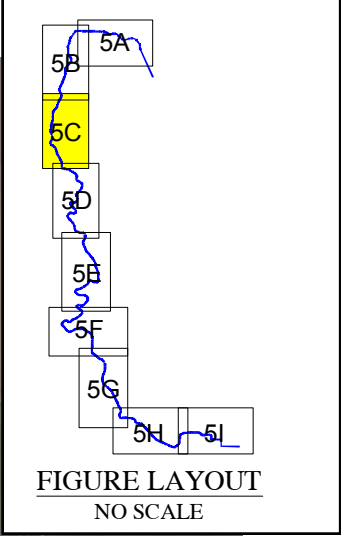 5A
5B
5C
5D
5E
5F
5G
5H 5I
FIGURE LAYOUT
NO SCALE